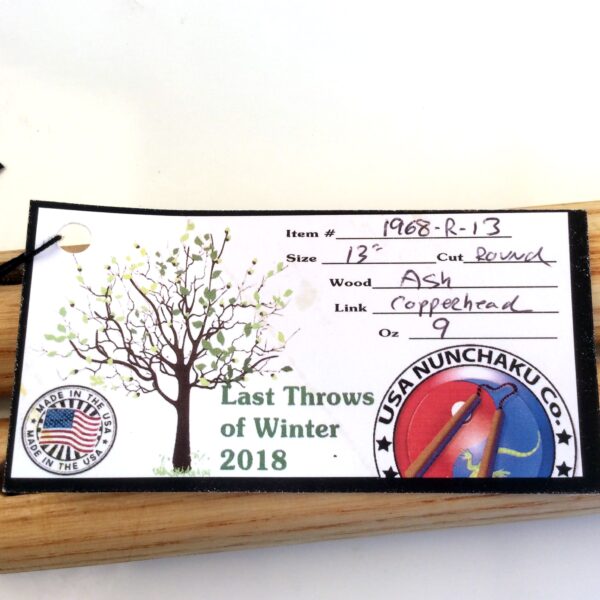 Item # 1968-R-13
Size 13" Cut Round
Wood Ash
Link Copperhead
Oz 9
Last Throws
of Winter
2018
MADE IN THE USA
MADE IN THE USA
USA NUNCHAKU CO.